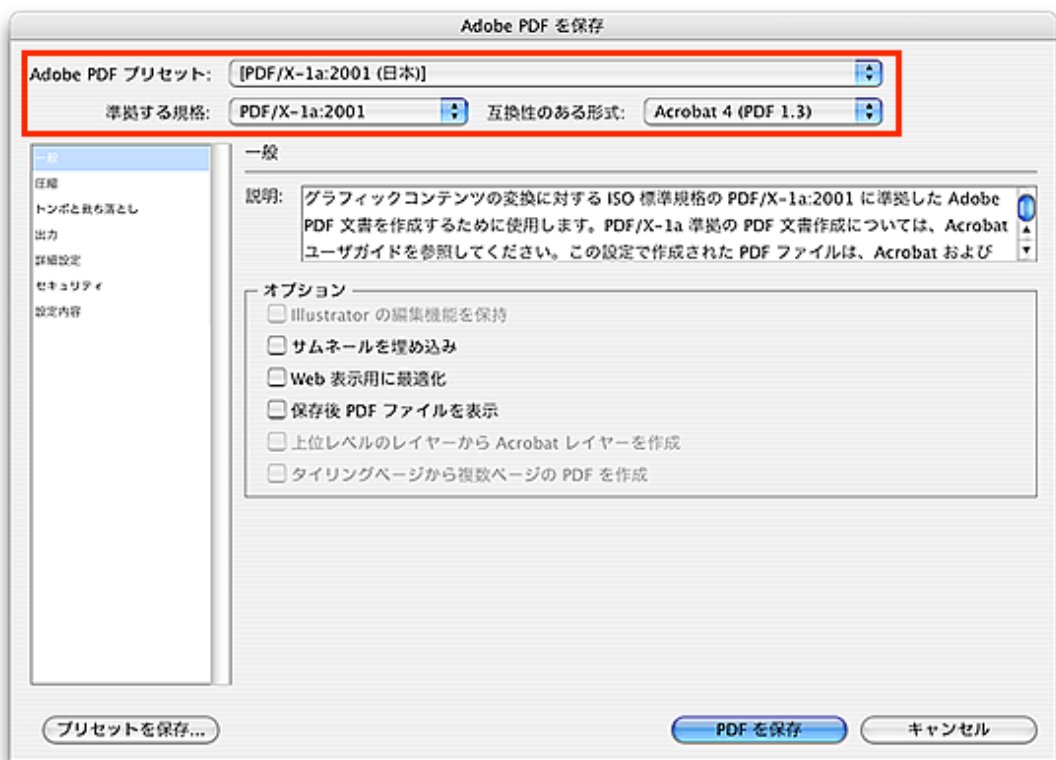 Adobe PDF を保存
Adobe PDF プリセット: [PDF/X-1a:2001 (日本)]
準拠する規格: PDF/X-1a:2001 互換性のある形式: Acrobat 4 (PDF 1.3)
一般
圧縮
トンボと裁ち落とし
出力
詳細設定
セキュリティ
設定内容
一般
説明: グラフィックコンテンツの変換に対する ISO 標準規格の PDF/X-1a:2001 に準拠した Adobe
PDF 文書を作成するために使用します。PDF/X-1a 準拠の PDF 文書作成については、Acrobat
ユーザガイドを参照してください。この設定で作成された PDF ファイルは、Acrobat および
オプション
Illustrator の編集機能を保持
サムネールを埋め込み
Web 表示用に最適化
保存後 PDF ファイルを表示
上位レベルのレイヤーから Acrobat レイヤーを作成
タイリングページから複数ページの PDF を作成
プリセットを保存... PDF を保存 キャンセル